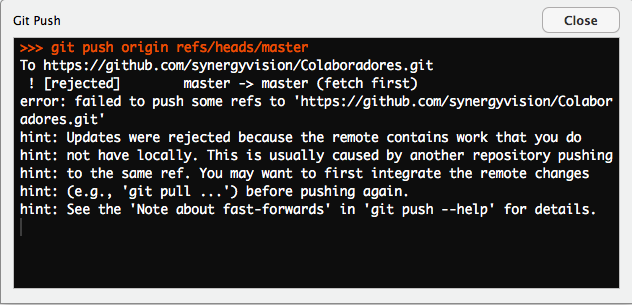 Git Push
Close
>>> git push origin refs/heads/master
To https://github.com/synergyvision/Colaboradores.git
 ! [rejected]        master -> master (fetch first)
error: failed to push some refs to 'https://github.com/synergyvision/Colabor
adores.git'
hint: Updates were rejected because the remote contains work that you do
hint: not have locally. This is usually caused by another repository pushing
hint: to the same ref. You may want to first integrate the remote changes
hint: (e.g., 'git pull ...') before pushing again.
hint: See the 'Note about fast-forwards' in 'git push --help' for details.